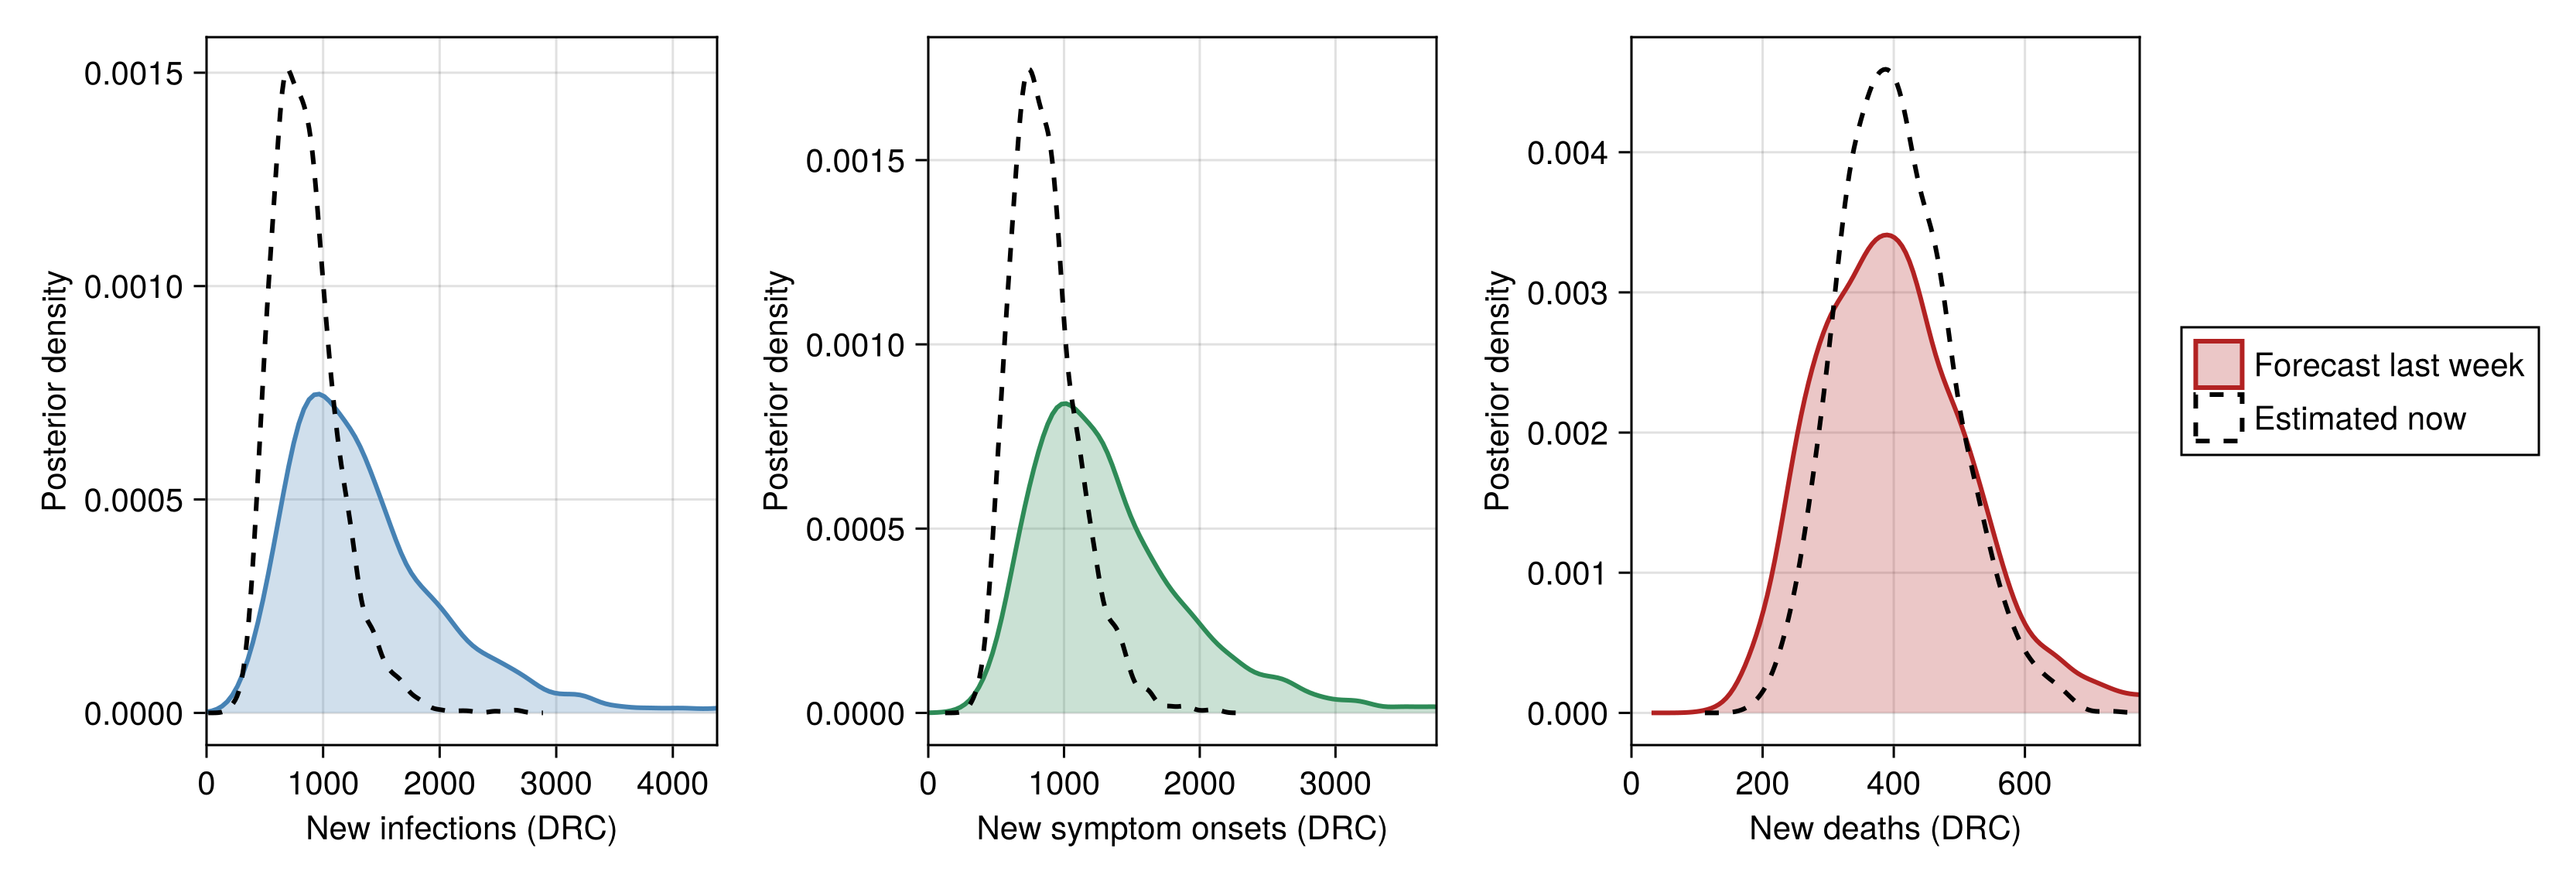 0.0015
0.0010
0.0005
0.0000
Posterior density
0 1000 2000 3000 4000
New infections (DRC)
0.0015
0.0010
0.0005
0.0000
Posterior density
0 1000 2000 3000
New symptom onsets (DRC)
0.004
0.003
0.002
0.001
0.000
Posterior density
0 200 400 600
New deaths (DRC)
Forecast last week
Estimated now